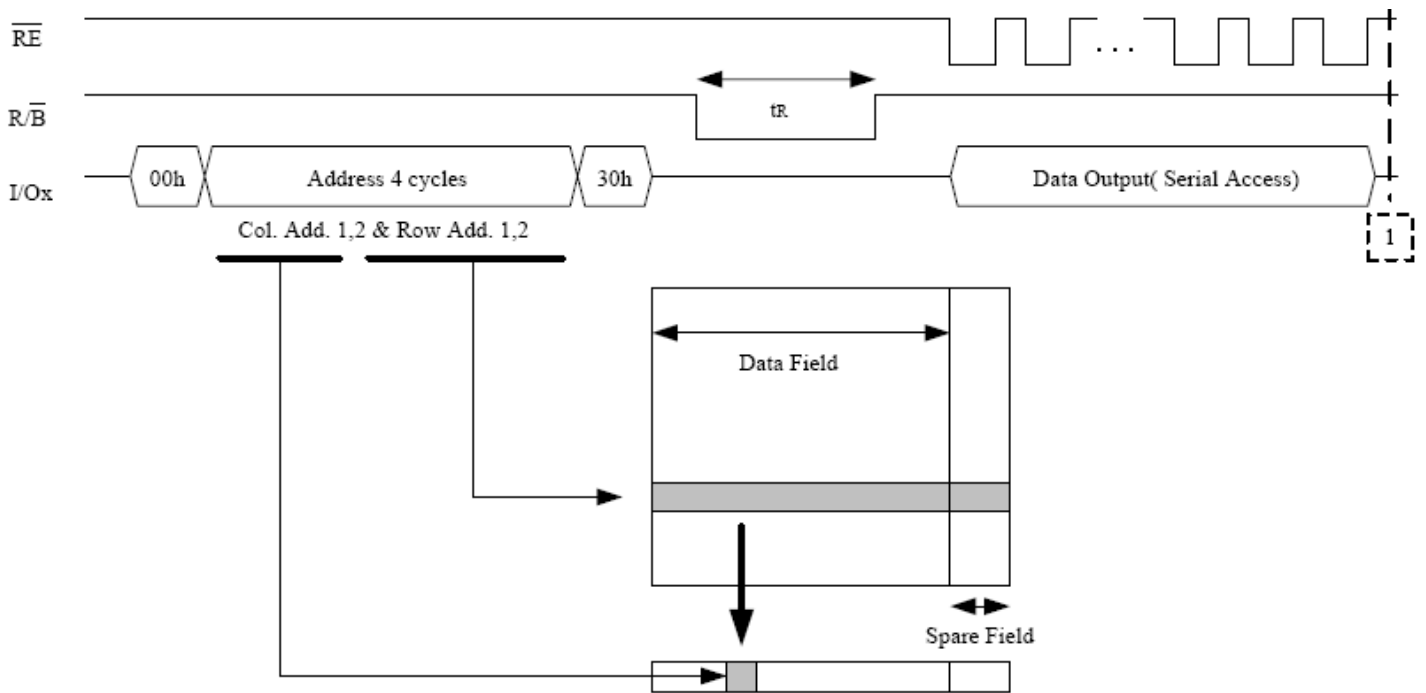 RE
R/B
tR
I/Ox
00h
Address 4 cycles
30h
Data Output( Serial Access)
Col. Add. 1,2 & Row Add. 1,2
1
Data Field
Spare Field